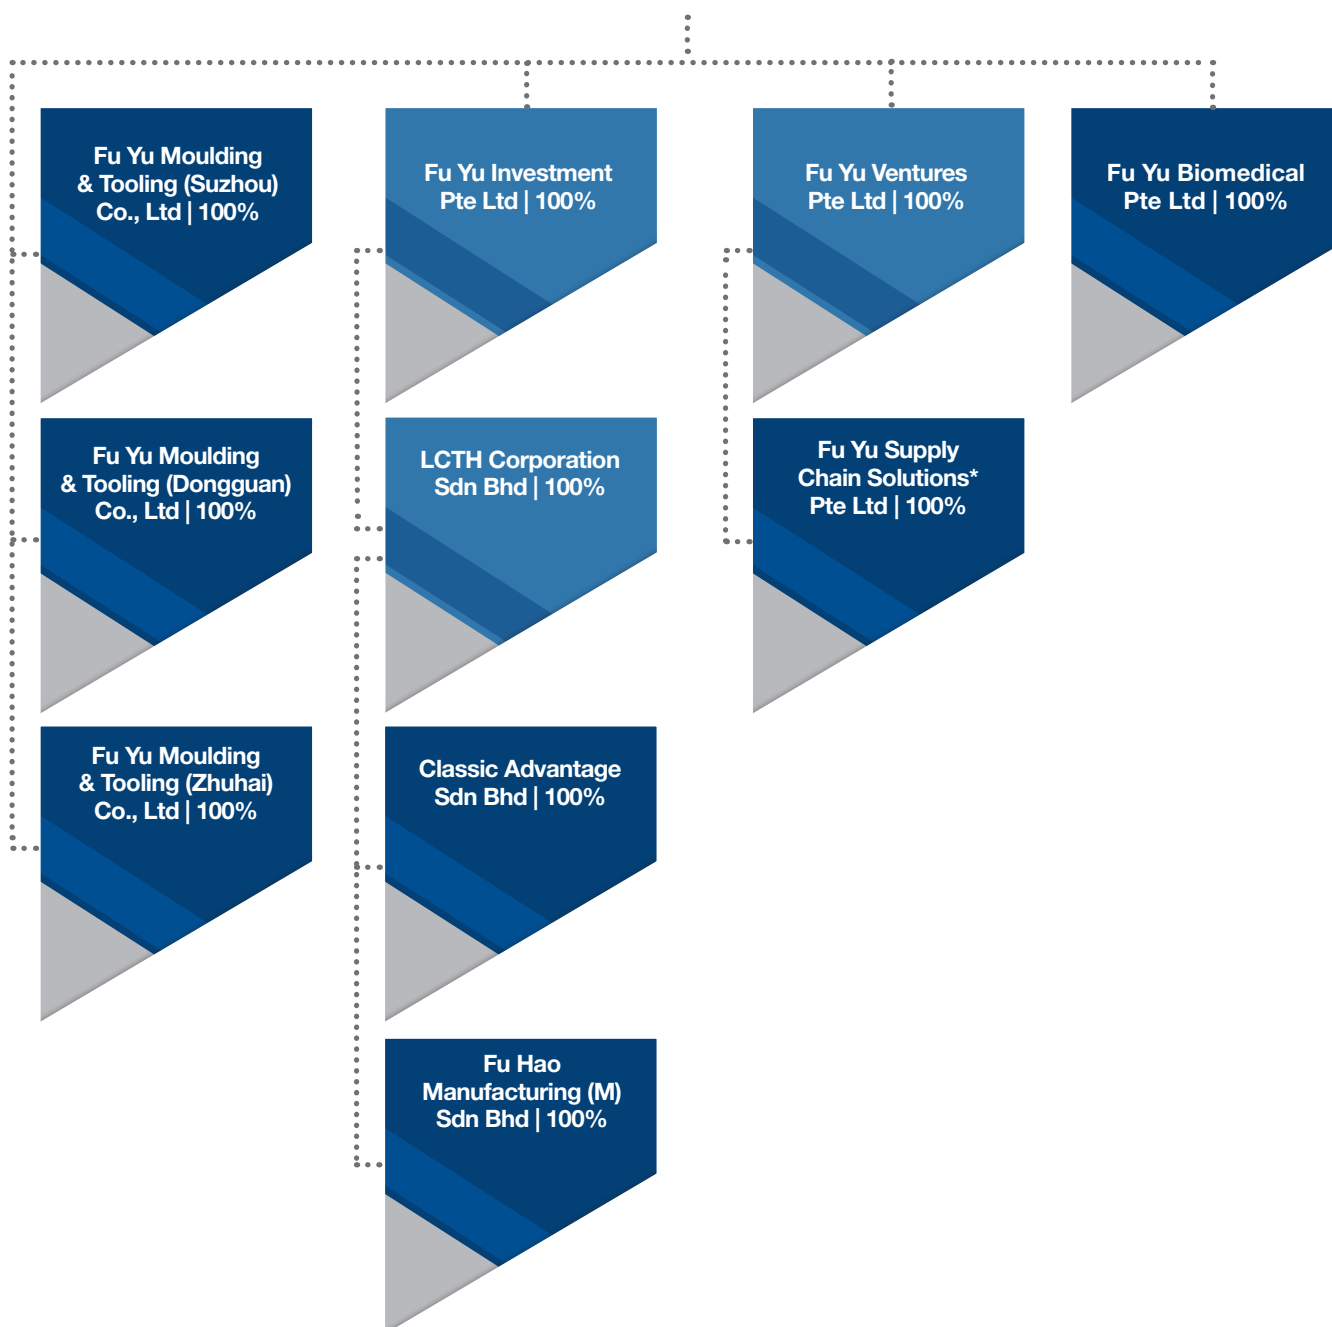 Fu Yu Moulding
& Tooling (Suzhou)
Co., Ltd | 100%
Fu Yu Investment
Pte Ltd | 100%
Fu Yu Ventures
Pte Ltd | 100%
Fu Yu Biomedical
Pte Ltd | 100%
Fu Yu Moulding
& Tooling (Dongguan)
Co., Ltd | 100%
LCTH Corporation
Sdn Bhd | 100%
Fu Yu Supply
Chain Solutions*
Pte Ltd | 100%
Fu Yu Moulding
& Tooling (Zhuhai)
Co., Ltd | 100%
Classic Advantage
Sdn Bhd | 100%
Fu Hao
Manufacturing (M)
Sdn Bhd | 100%